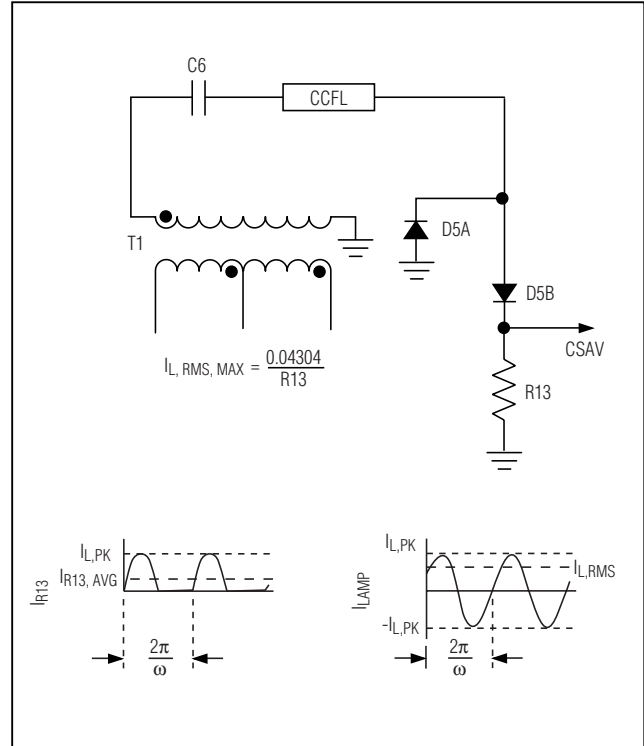 C6
CCFL
T1
D5A
D5B
CSAV
R13
I_L, RMS, MAX = 0.04304 / R13
I_L,PK
I_R13, AVG
I_R13
2π / ω
I_L,PK
I_L,RMS
I_LAMP
-I_L,PK
2π / ω